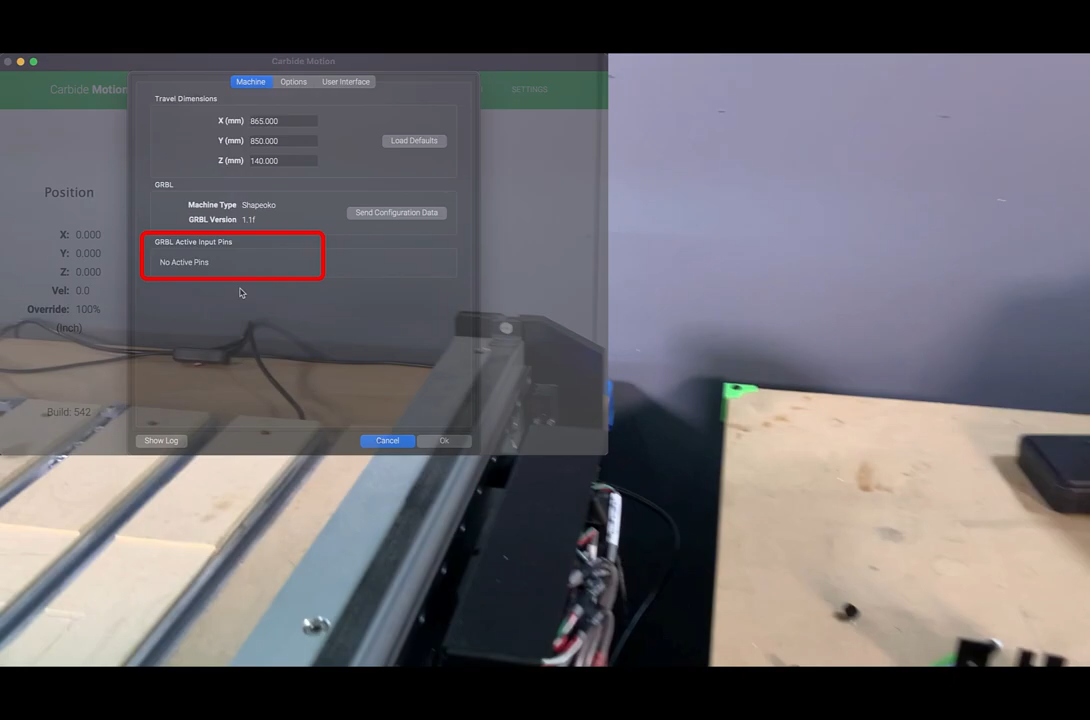 Carbide Motion
Carbide Motion
SETTINGS
Machine
Options
User Interface
Travel Dimensions
X (mm) 865.000
Y (mm) 850.000
Load Defaults
Z (mm) 140.000
GRBL
Machine Type Shapeoko
GRBL Version 1.1f
Send Configuration Data
GRBL Active Input Pins
No Active Pins
Position
X: 0.000
Y: 0.000
Z: 0.000
Vel: 0.0
Override: 100%
(Inch)
Build: 542
Show Log
Cancel
Ok